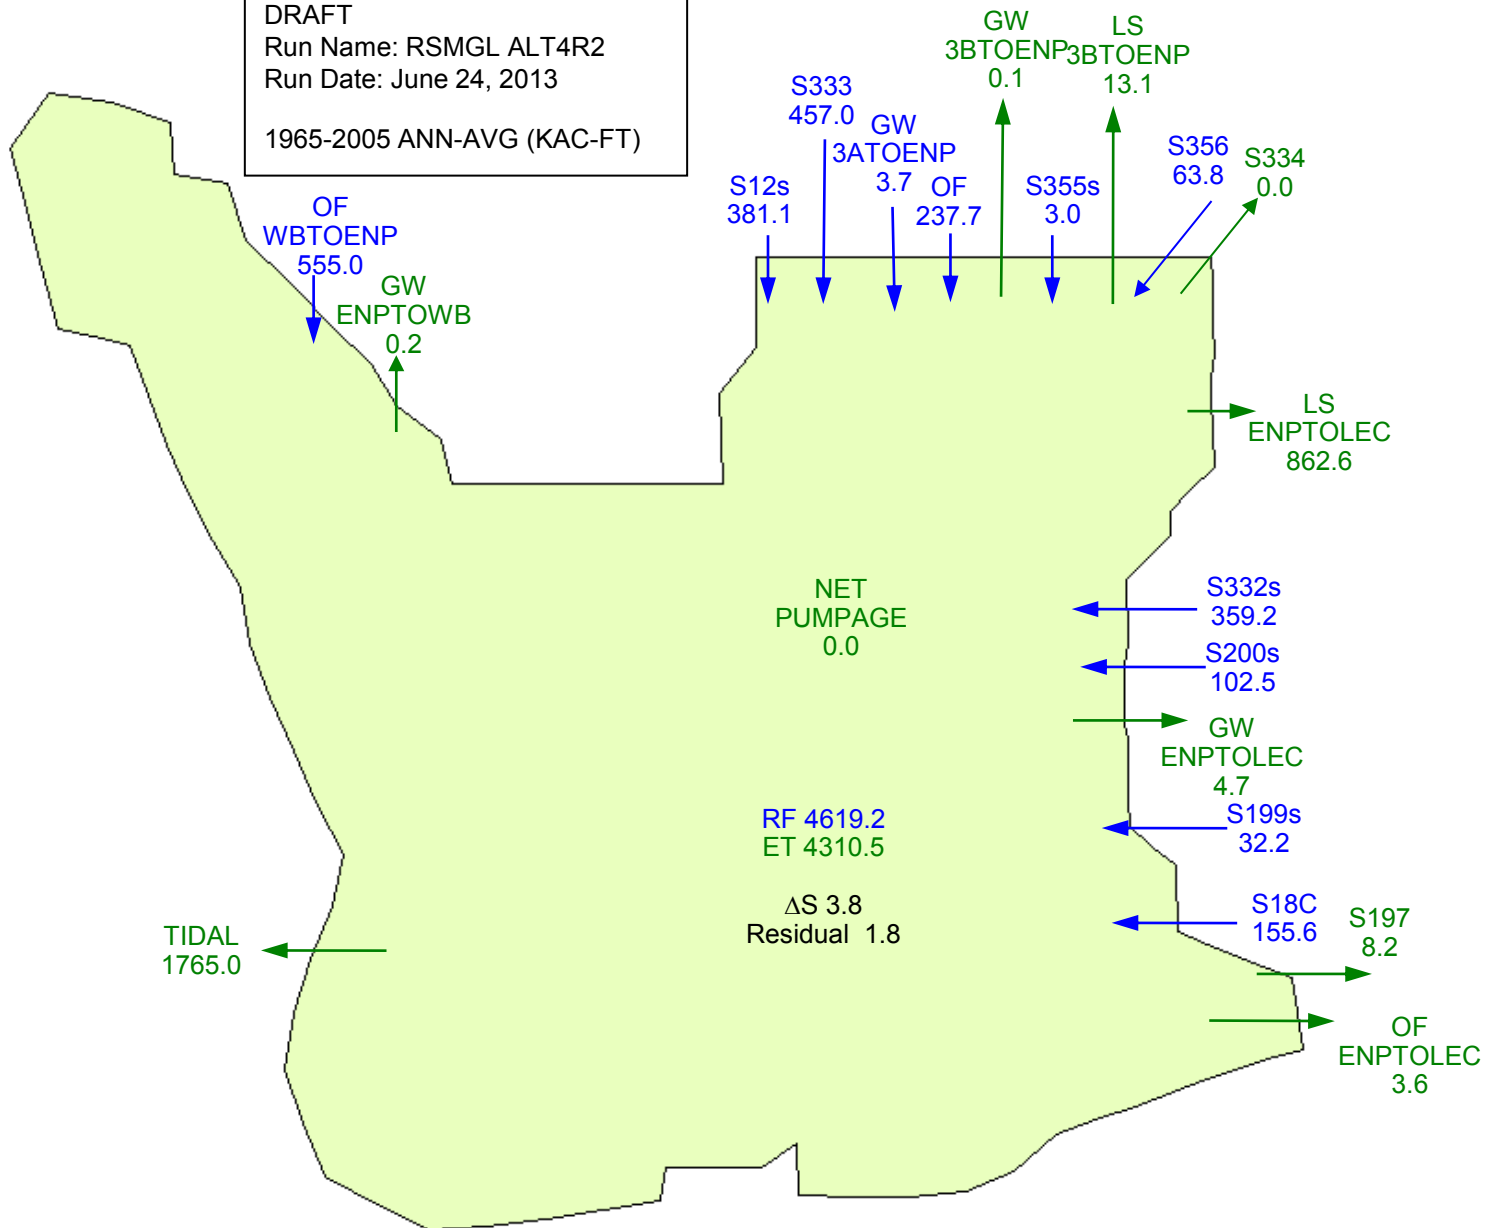 DRAFT
Run Name: RSMGL ALT4R2
Run Date: June 24, 2013
1965-2005 ANN-AVG (KAC-FT)
OF
WBTOENP
555.0
GW
ENPTOWB
0.2
S12s
381.1
S333
457.0
GW
3ATOENP
3.7
OF
237.7
GW
3BTOENP
0.1
S355s
3.0
LS
3BTOENP
13.1
S356
63.8
S334
0.0
LS
ENPTOLEC
862.6
NET
PUMPAGE
0.0
S332s
359.2
S200s
102.5
GW
ENPTOLEC
4.7
RF 4619.2
ET 4310.5
ΔS 3.8
Residual 1.8
S199s
32.2
S18C
155.6
S197
8.2
TIDAL
1765.0
OF
ENPTOLEC
3.6